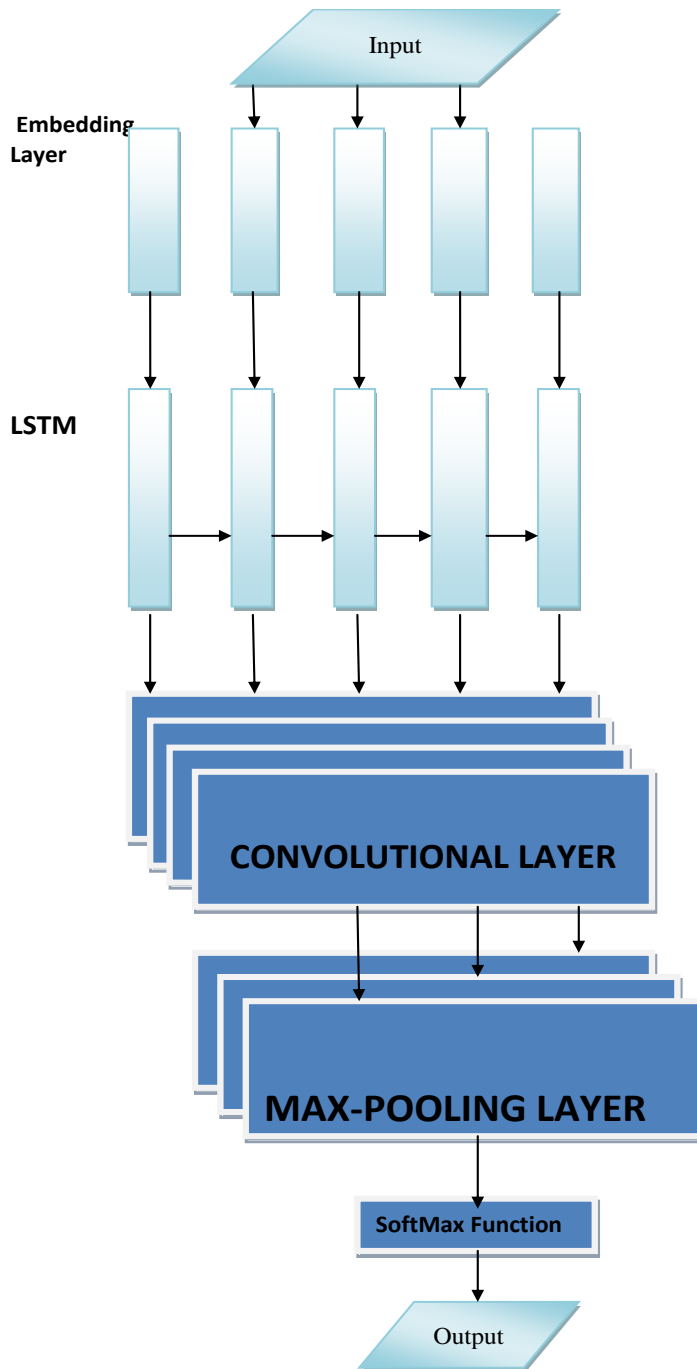 Input
Embedding
Layer
LSTM
CONVOLUTIONAL LAYER
MAX-POOLING LAYER
SoftMax Function
Output